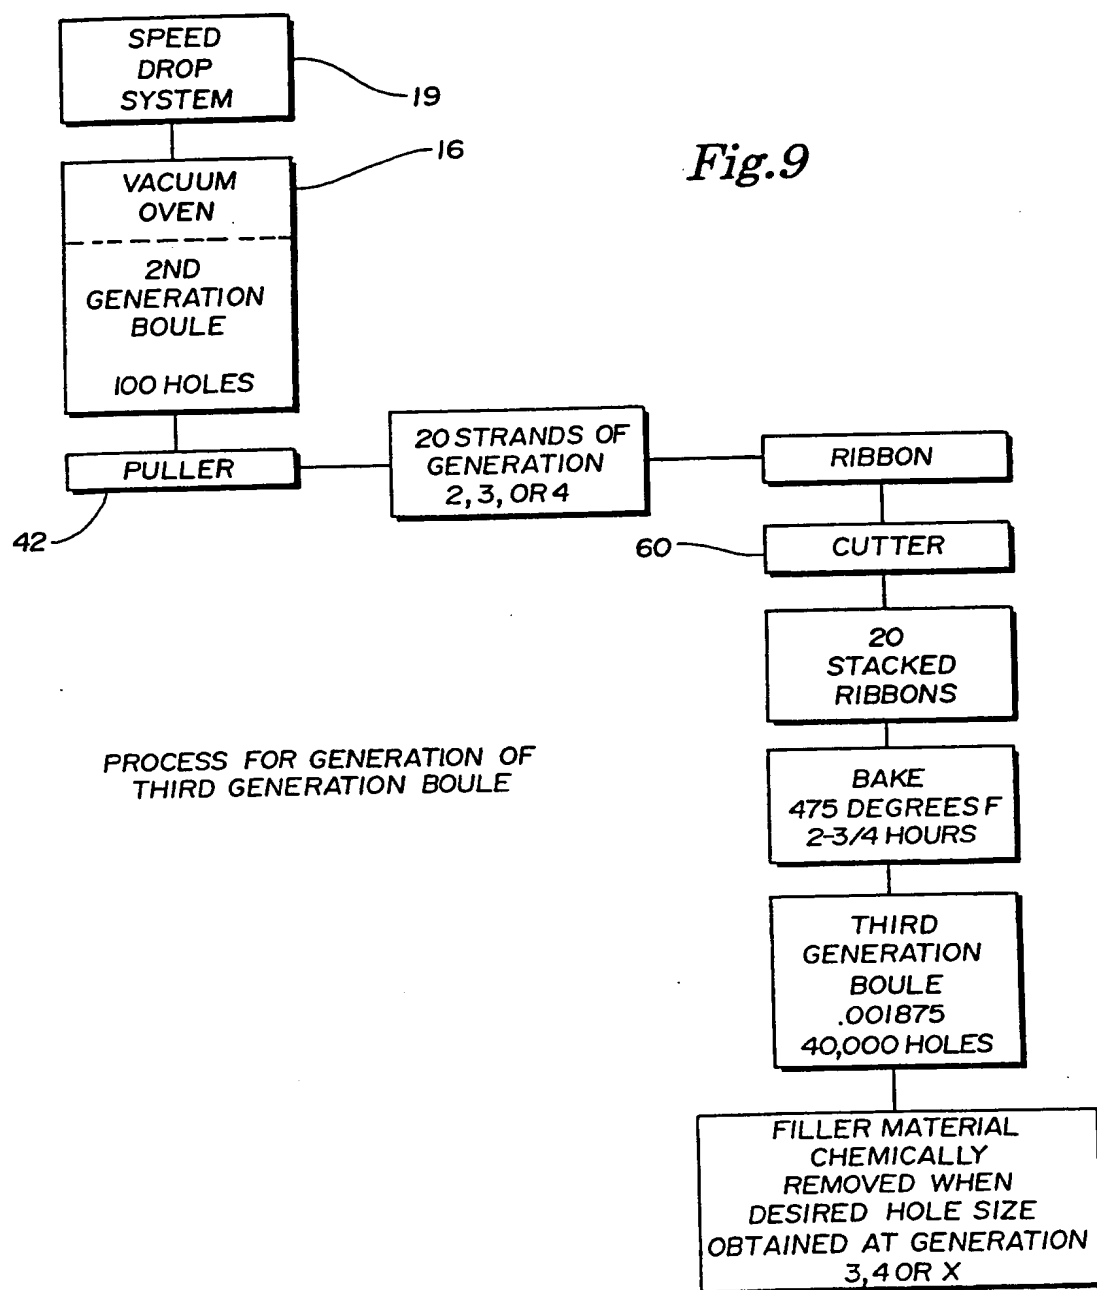 SPEED
DROP
SYSTEM
19
16
Fig.9
VACUUM
OVEN
2ND
GENERATION
BOULE
100 HOLES
PULLER
42
20 STRANDS OF
GENERATION
2, 3, OR 4
RIBBON
60
CUTTER
20
STACKED
RIBBONS
PROCESS FOR GENERATION OF
THIRD GENERATION BOULE
BAKE
475 DEGREES F
2-3/4 HOURS
THIRD
GENERATION
BOULE
.001875
40,000 HOLES
FILLER MATERIAL
CHEMICALLY
REMOVED WHEN
DESIRED HOLE SIZE
OBTAINED AT GENERATION
3, 4 OR X